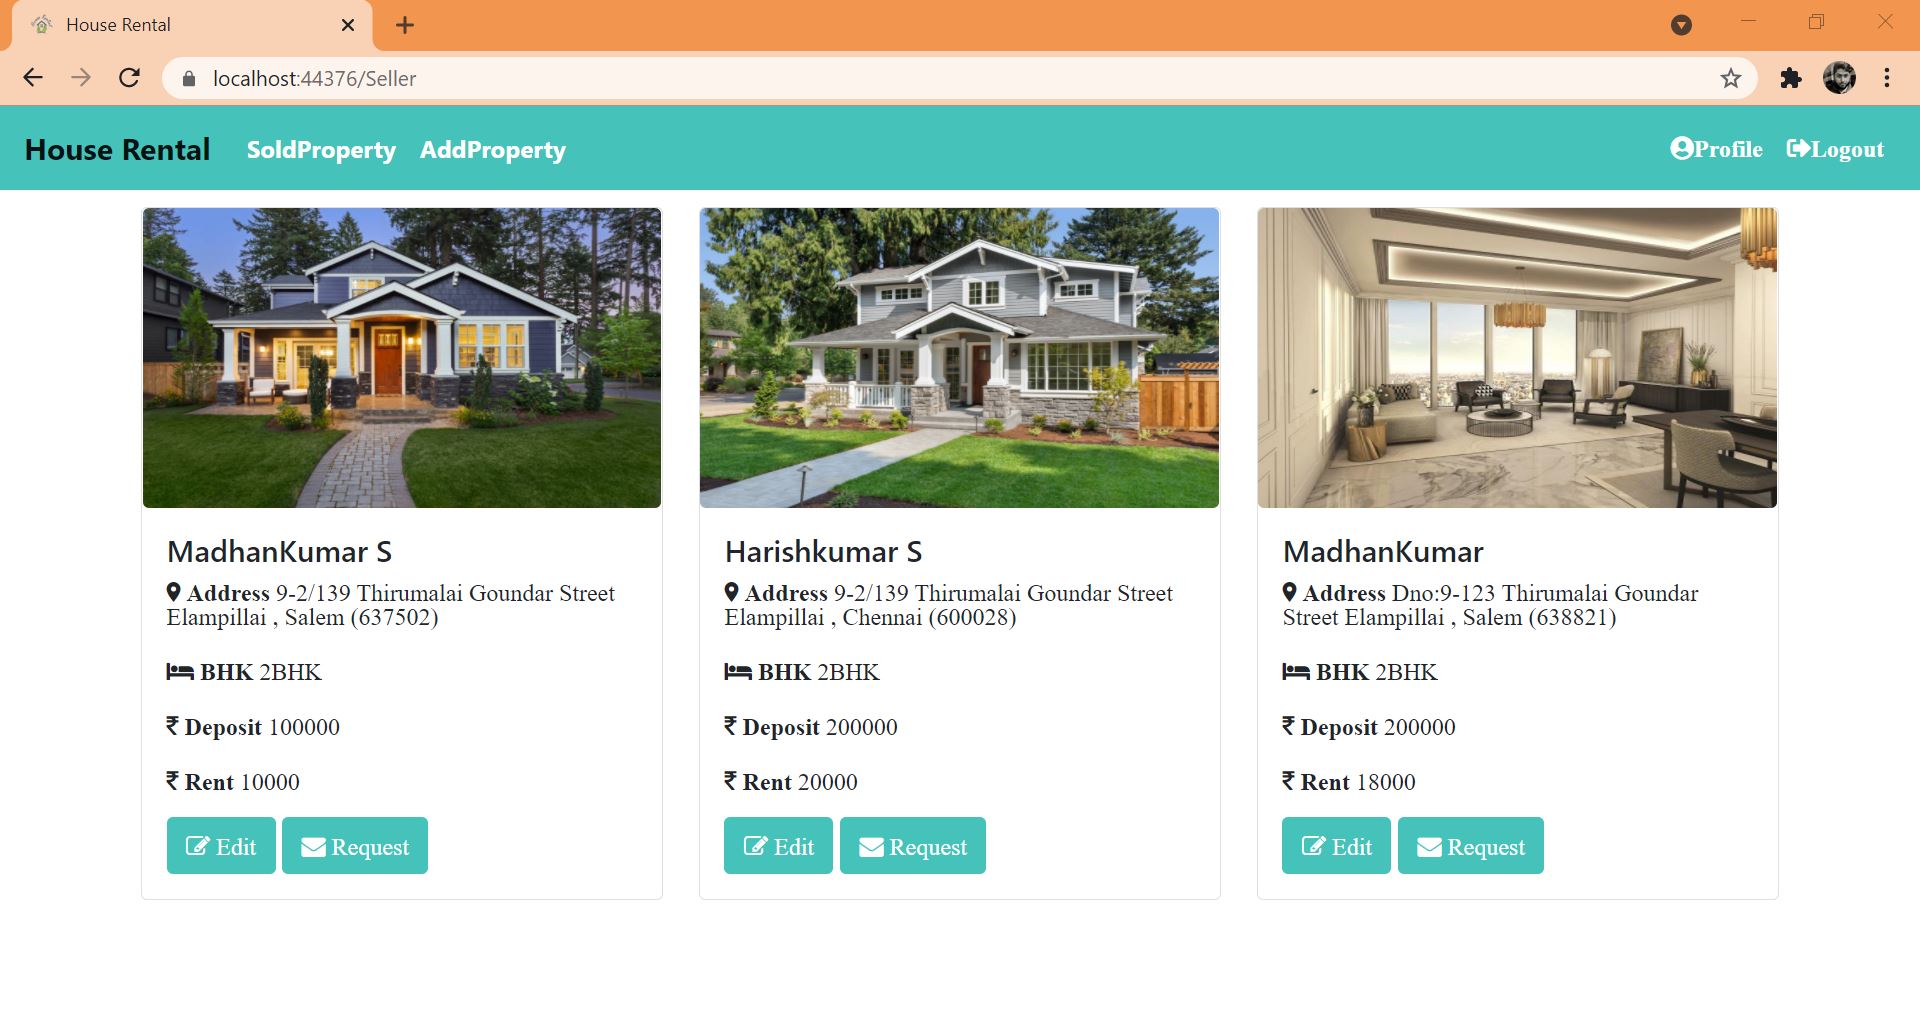 House Rental
localhost:44376/Seller
House Rental SoldProperty AddProperty Profile Logout
MadhanKumar S
Address 9-2/139 Thirumalai Goundar Street
Elampillai , Salem (637502)
BHK 2BHK
₹ Deposit 100000
₹ Rent 10000
Edit Request
Harishkumar S
Address 9-2/139 Thirumalai Goundar Street
Elampillai , Chennai (600028)
BHK 2BHK
₹ Deposit 200000
₹ Rent 20000
Edit Request
MadhanKumar
Address Dno:9-123 Thirumalai Goundar
Street Elampillai , Salem (638821)
BHK 2BHK
₹ Deposit 200000
₹ Rent 18000
Edit Request